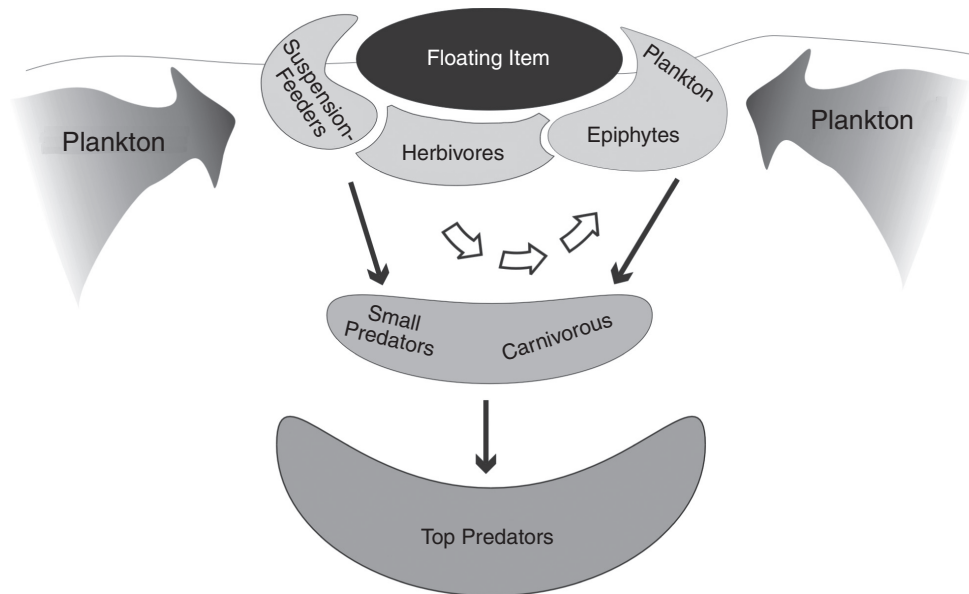 Floating Item
Suspension-
Feeders
Plankton
Epiphytes
Herbivores
Plankton
Plankton
Small
Predators
Carnivorous
Top Predators